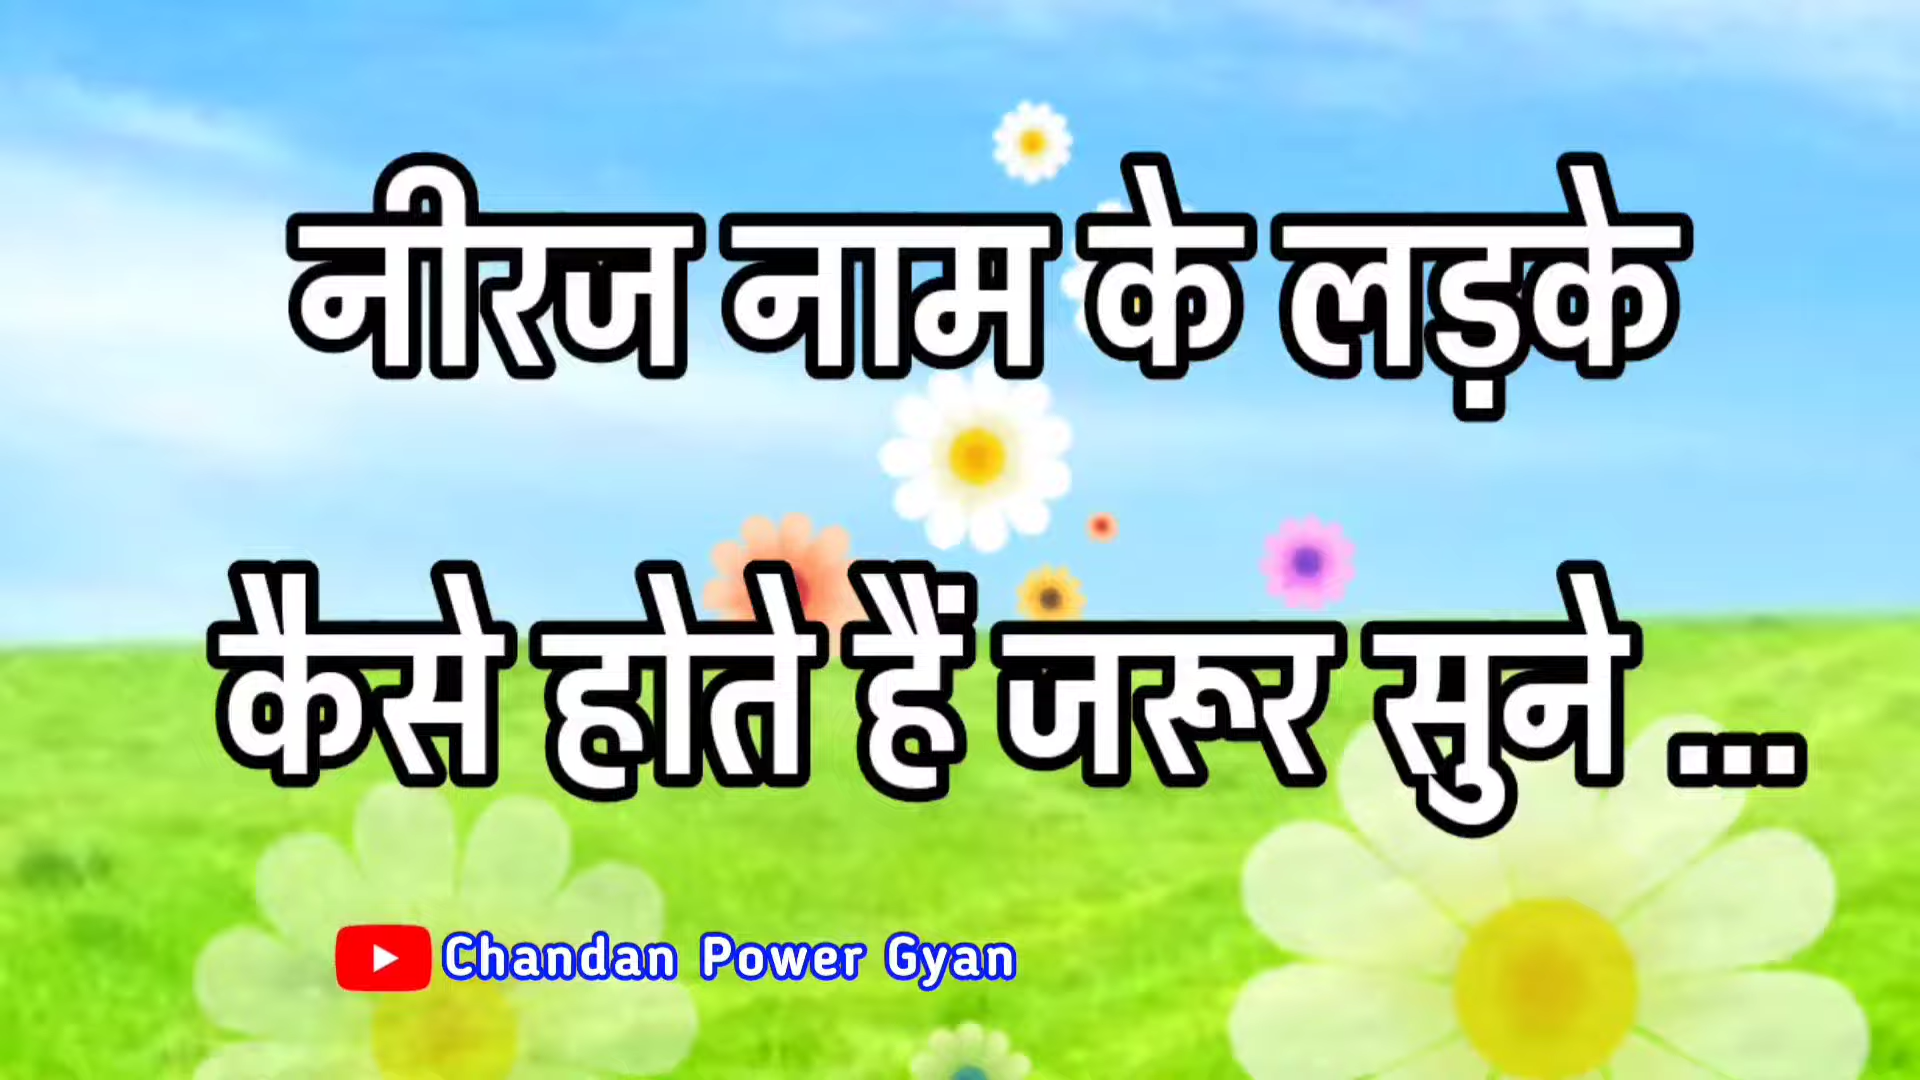 नीरज नाम के लड़के
कैसे होते हैं जरूर सुने ...
Chandan Power Gyan